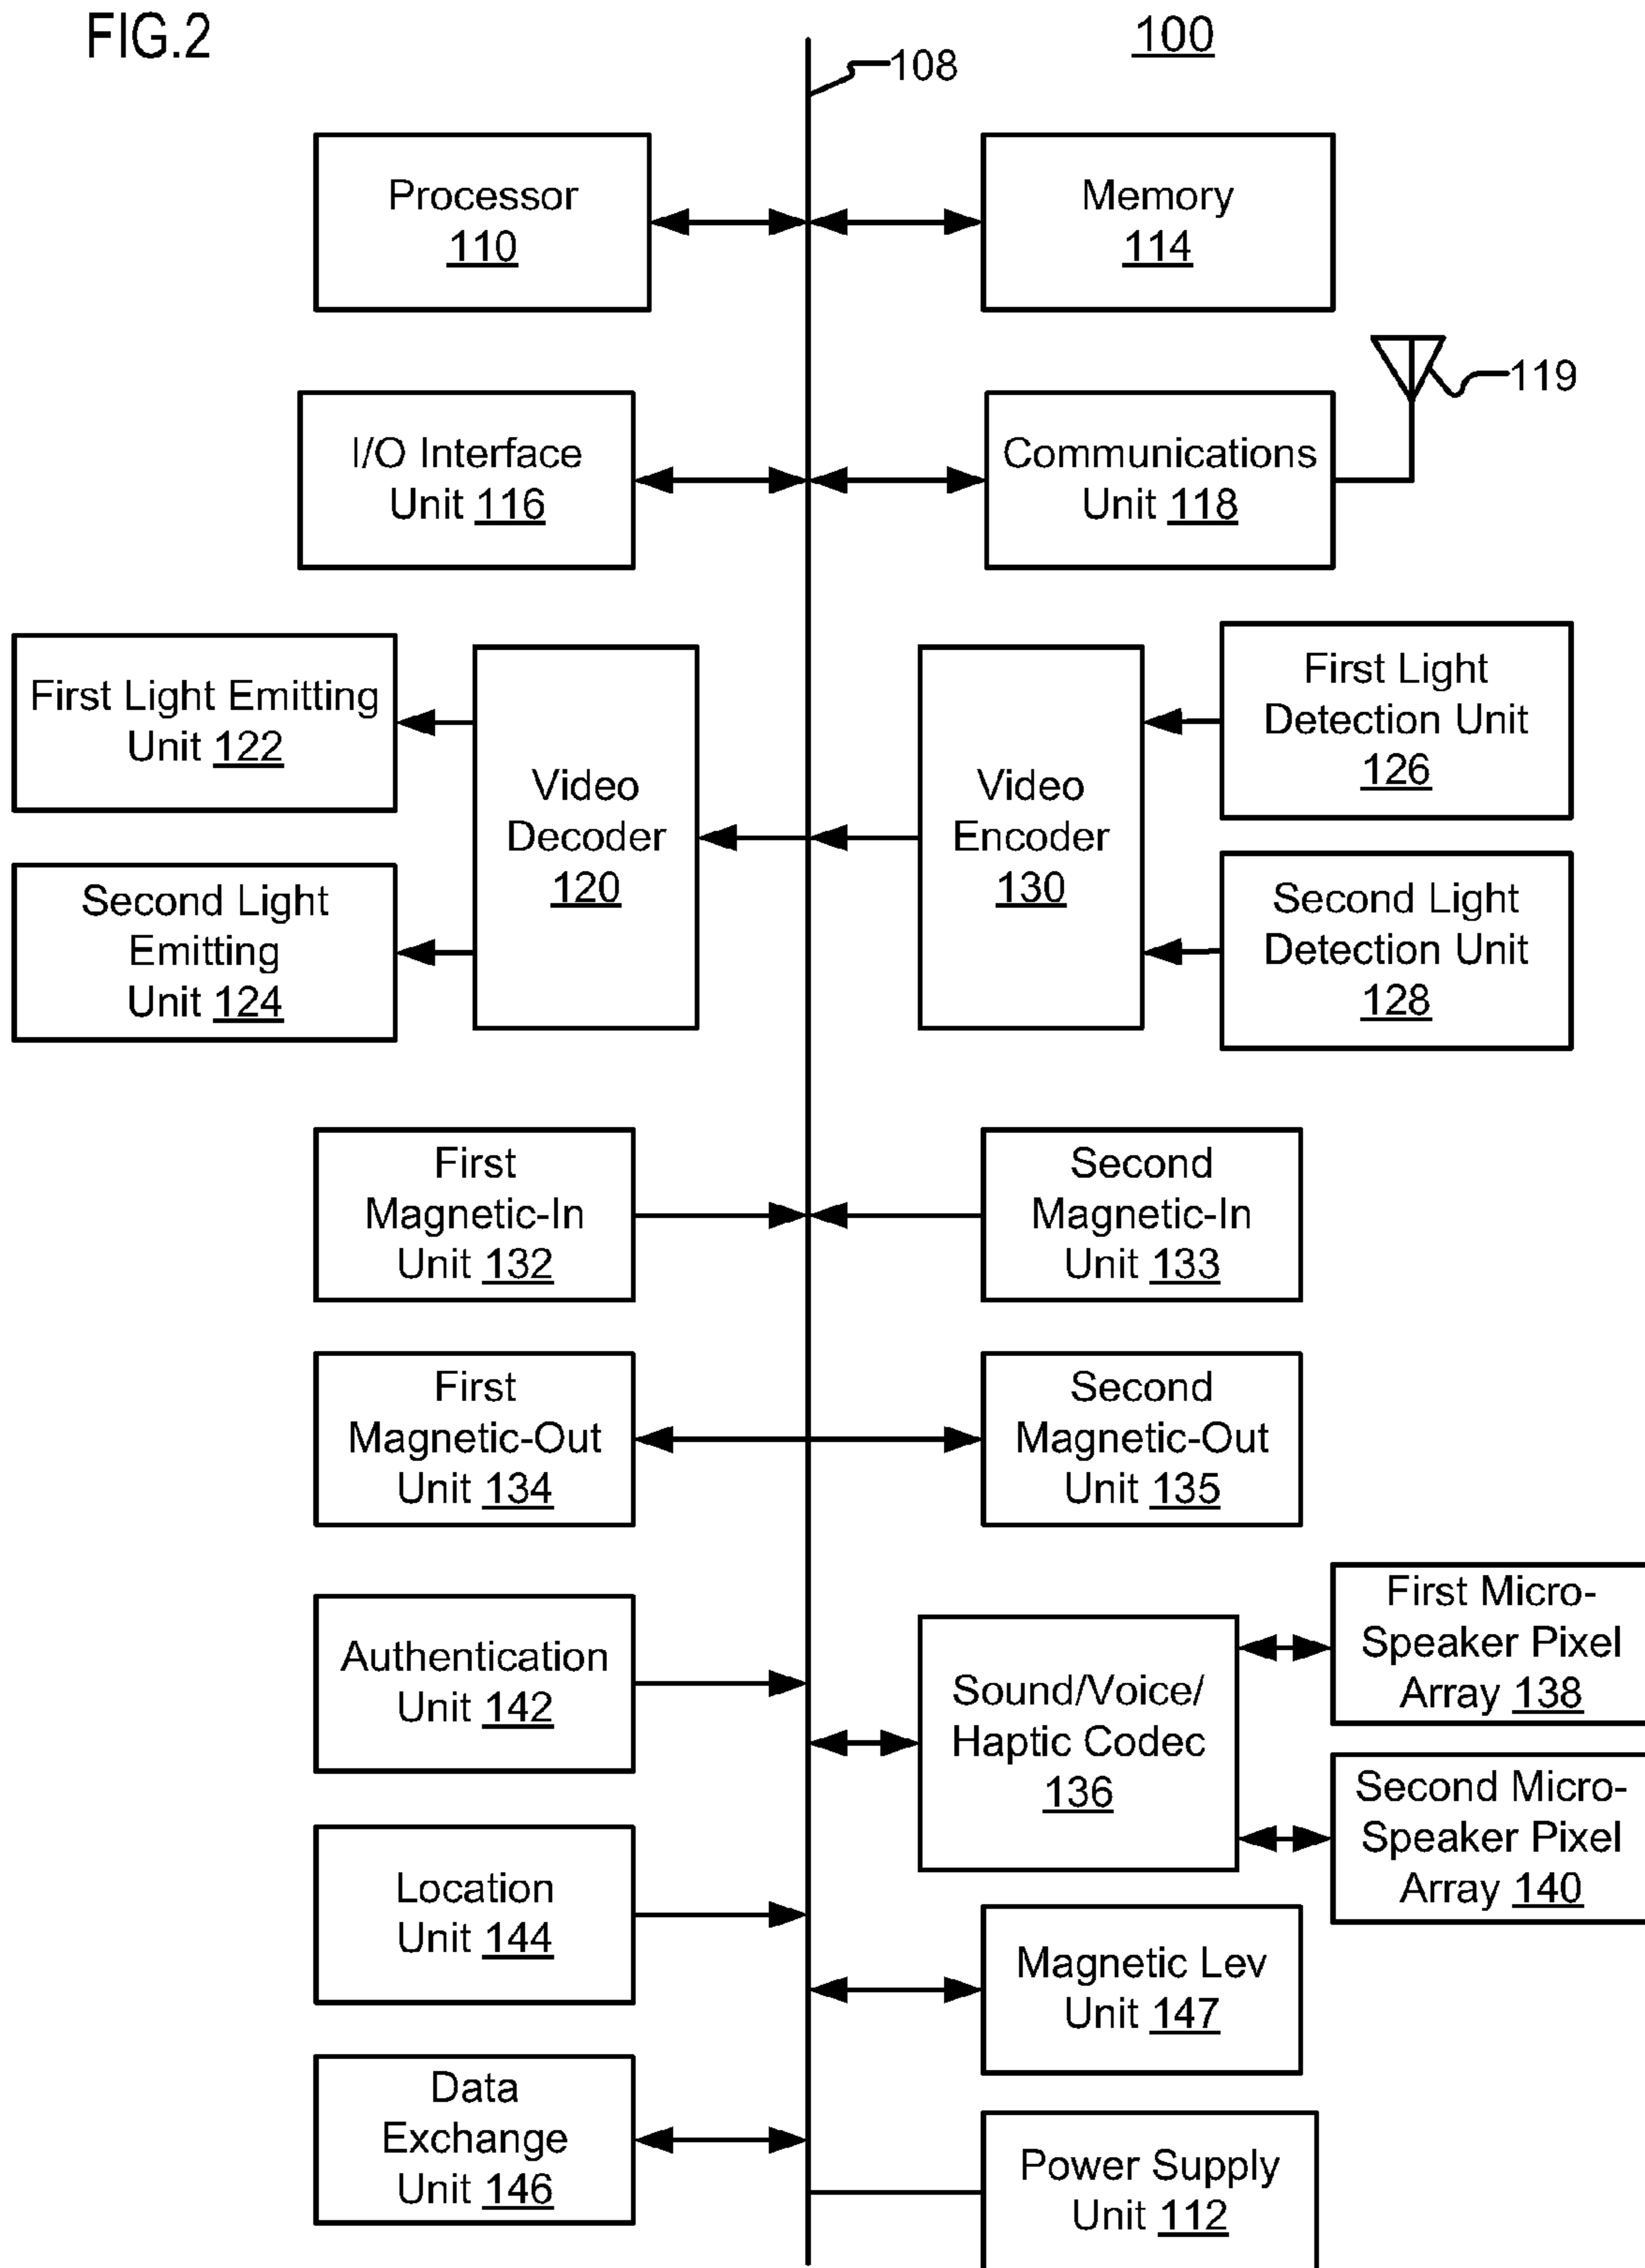 FIG.2
100
108
Processor
110
Memory
114
119
I/O Interface
Unit 116
Communications
Unit 118
First Light Emitting
Unit 122
Second Light
Emitting
Unit 124
Video
Decoder
120
Video
Encoder
130
First Light
Detection Unit
126
Second Light
Detection Unit
128
First
Magnetic-In
Unit 132
Second
Magnetic-In
Unit 133
First
Magnetic-Out
Unit 134
Second
Magnetic-Out
Unit 135
Authentication
Unit 142
Sound/Voice/
Haptic Codec
136
First Micro-
Speaker Pixel
Array 138
Second Micro-
Speaker Pixel
Array 140
Location
Unit 144
Magnetic Lev
Unit 147
Data
Exchange
Unit 146
Power Supply
Unit 112